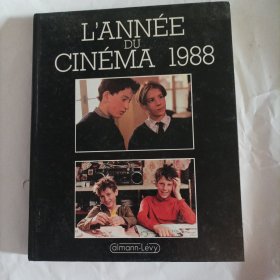 L'ANNÉE
DU
CINÉMA 1988
calmann-lévy